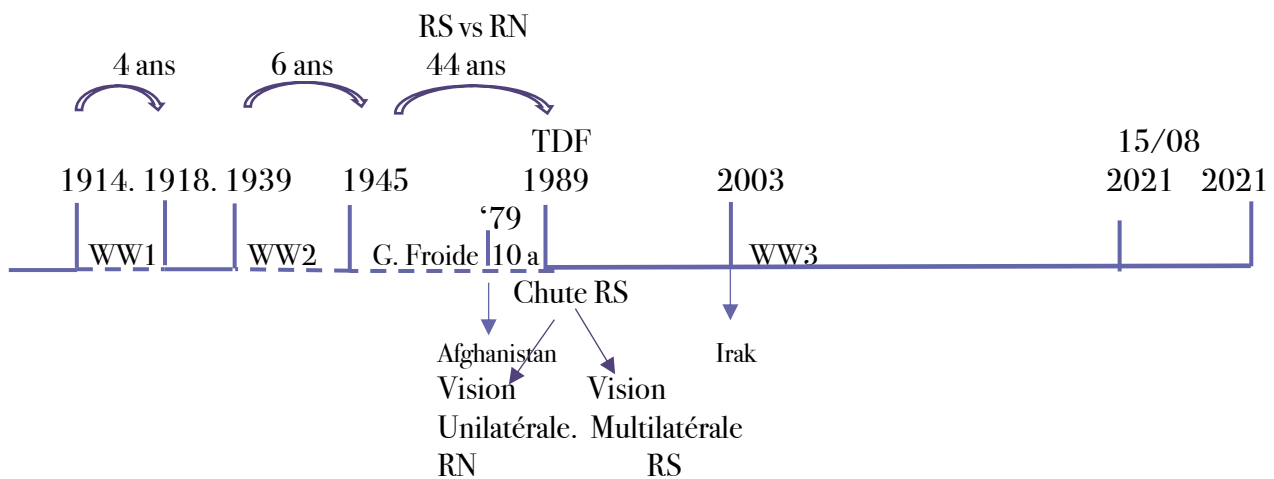 RS vs RN
4 ans 6 ans 44 ans
TDF 15/08
1914. 1918. 1939 1945 1989 2003 2021 2021
‘79
WW1 WW2 G. Froide 10 a WW3
Chute RS
Afghanistan Irak
Vision Vision
Unilatérale. Multilatérale
RN RS